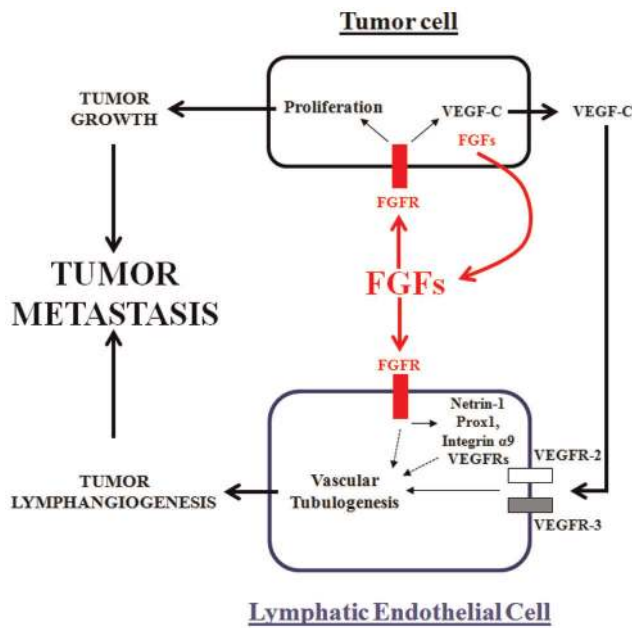 Tumor cell
TUMOR
GROWTH
Proliferation
VEGF-C
VEGF-C
FGFs
FGFR
TUMOR
METASTASIS
FGFs
FGFR
Netrin-1
Prox1,
Integrin α9
VEGFRs
VEGFR-2
TUMOR
LYMPHANGIOGENESIS
Vascular
Tubulogenesis
VEGFR-3
Lymphatic Endothelial Cell